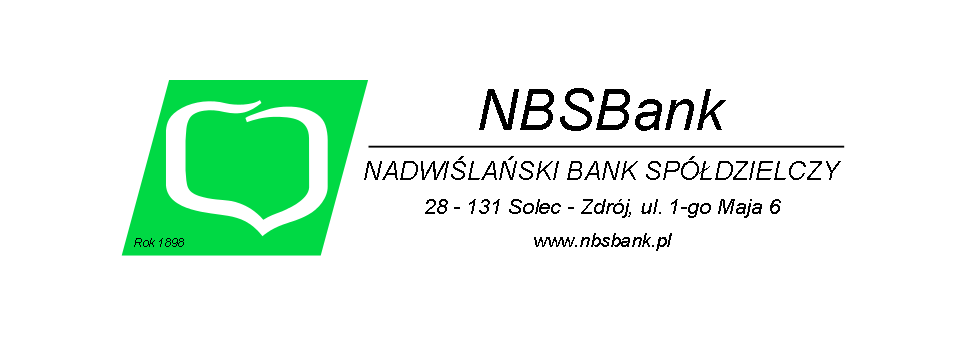 NBSBank
NADWIŚLAŃSKI BANK SPÓŁDZIELCZY
28 - 131 Solec - Zdrój, ul. 1-go Maja 6
www.nbsbank.pl
Rok 1898